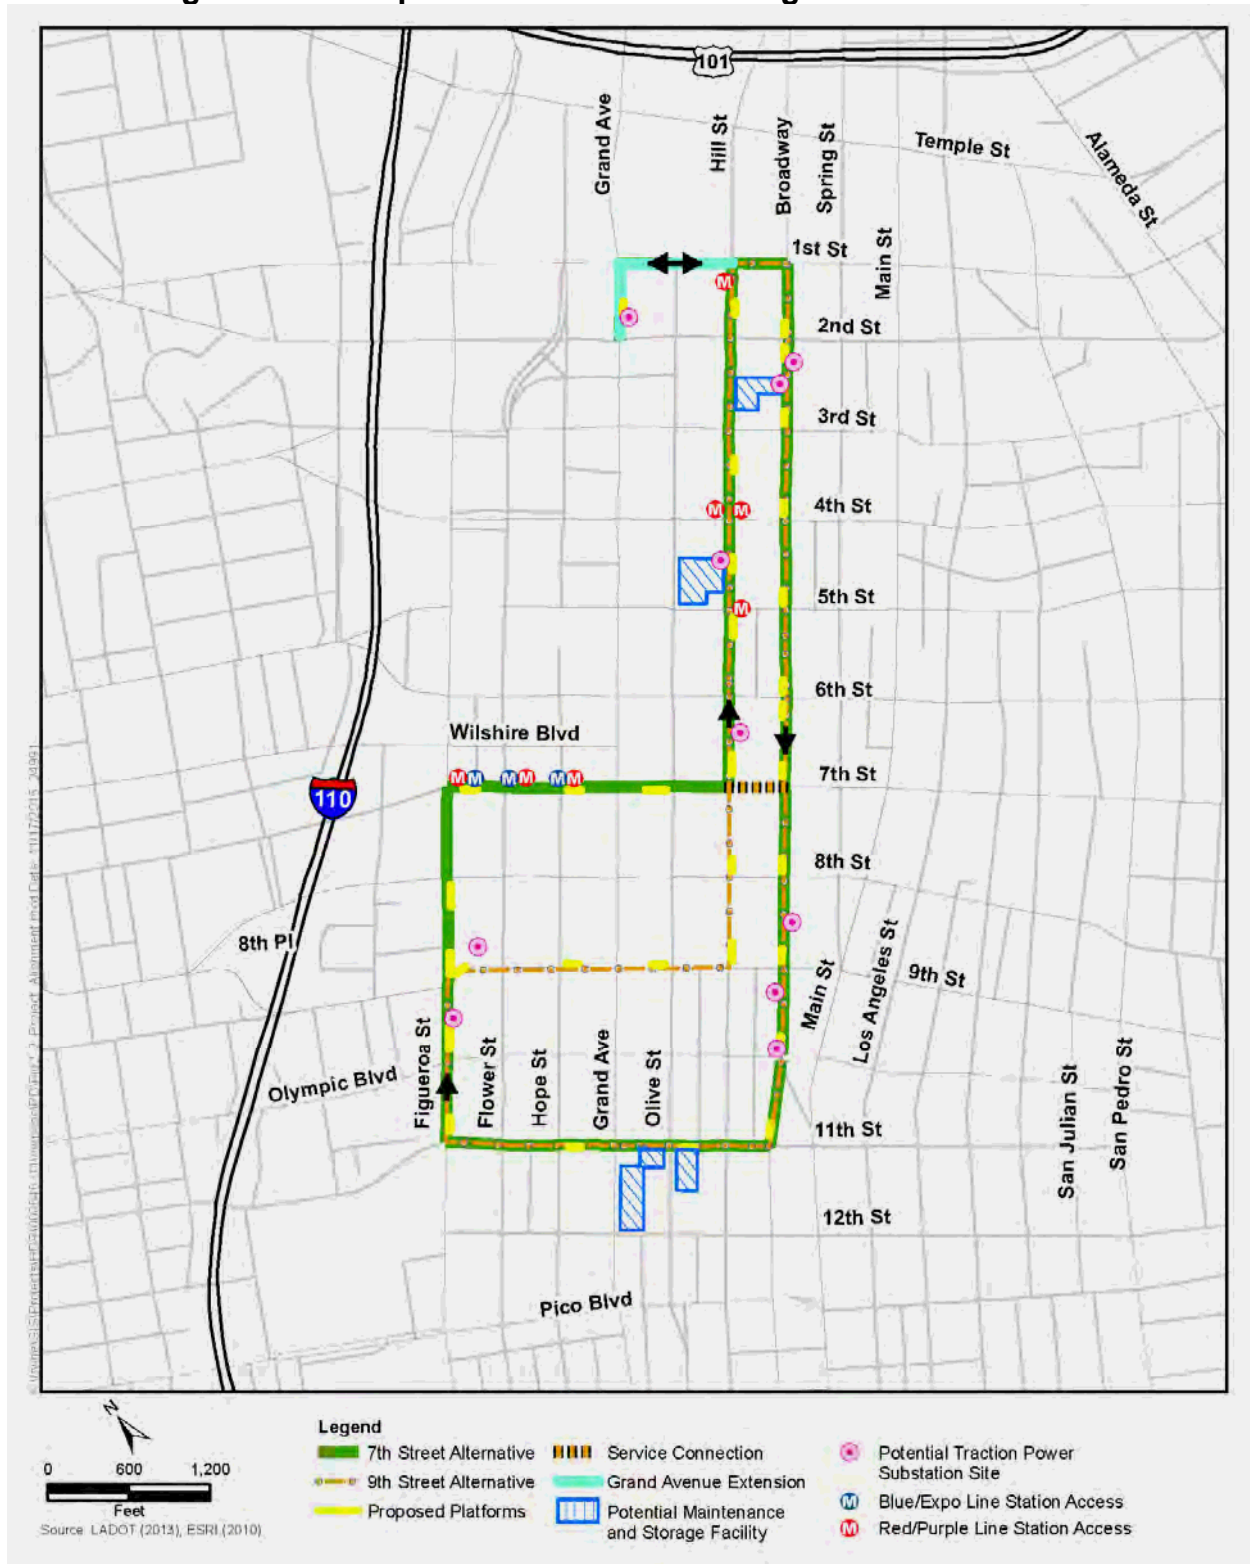 101
Grand Ave
Hill St
Broadway
Spring St
Temple St
Alameda St
1st St
Main St
M
2nd St
3rd St
M M
4th St
M
5th St
6th St
Wilshire Blvd
M M M M M M
7th St
110
8th St
8th Pl
9th St
Main St
Los Angeles St
Olympic Blvd
Figueroa St
Flower St
Hope St
Grand Ave
Olive St
11th St
San Julian St
San Pedro St
12th St
Pico Blvd
N
0 600 1,200
Feet
Source: LADOT (2013), ESRI (2010)
Legend
7th Street Alternative
9th Street Alternative
Proposed Platforms
Service Connection
Grand Avenue Extension
Potential Maintenance
and Storage Facility
Potential Traction Power
Substation Site
M Blue/Expo Line Station Access
M Red/Purple Line Station Access